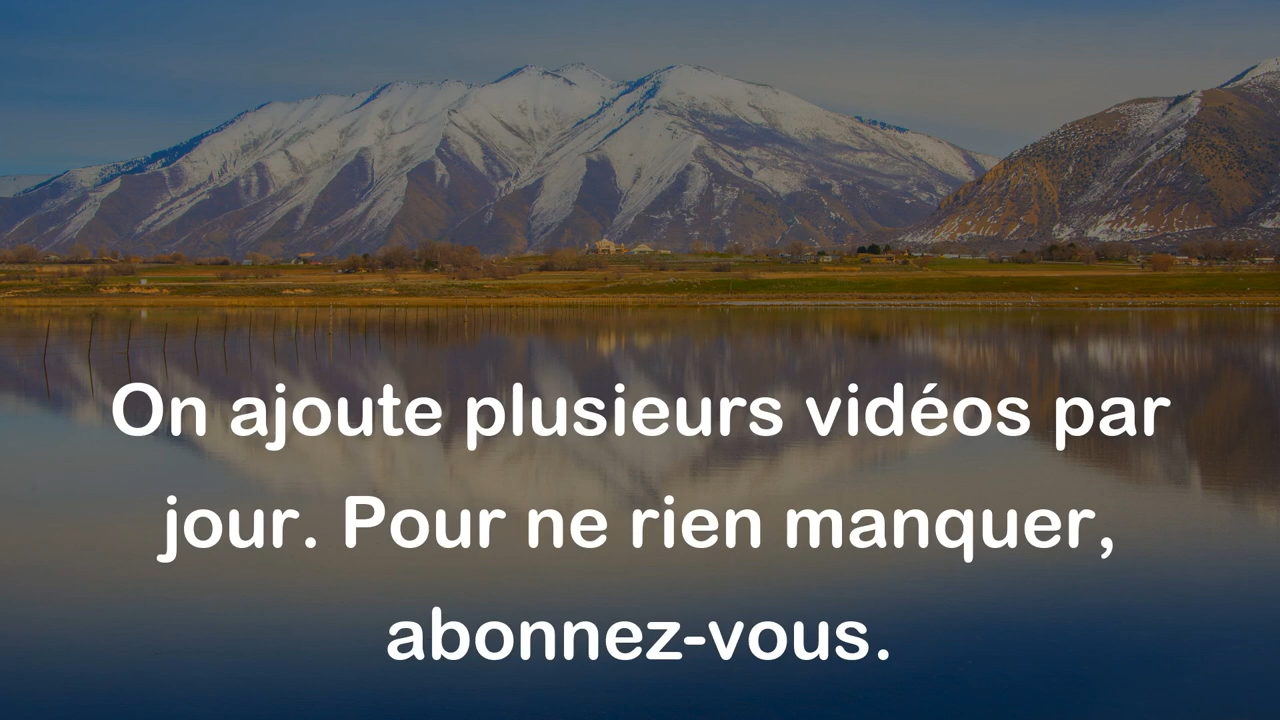 On ajoute plusieurs vidéos par
jour. Pour ne rien manquer,
abonnez-vous.